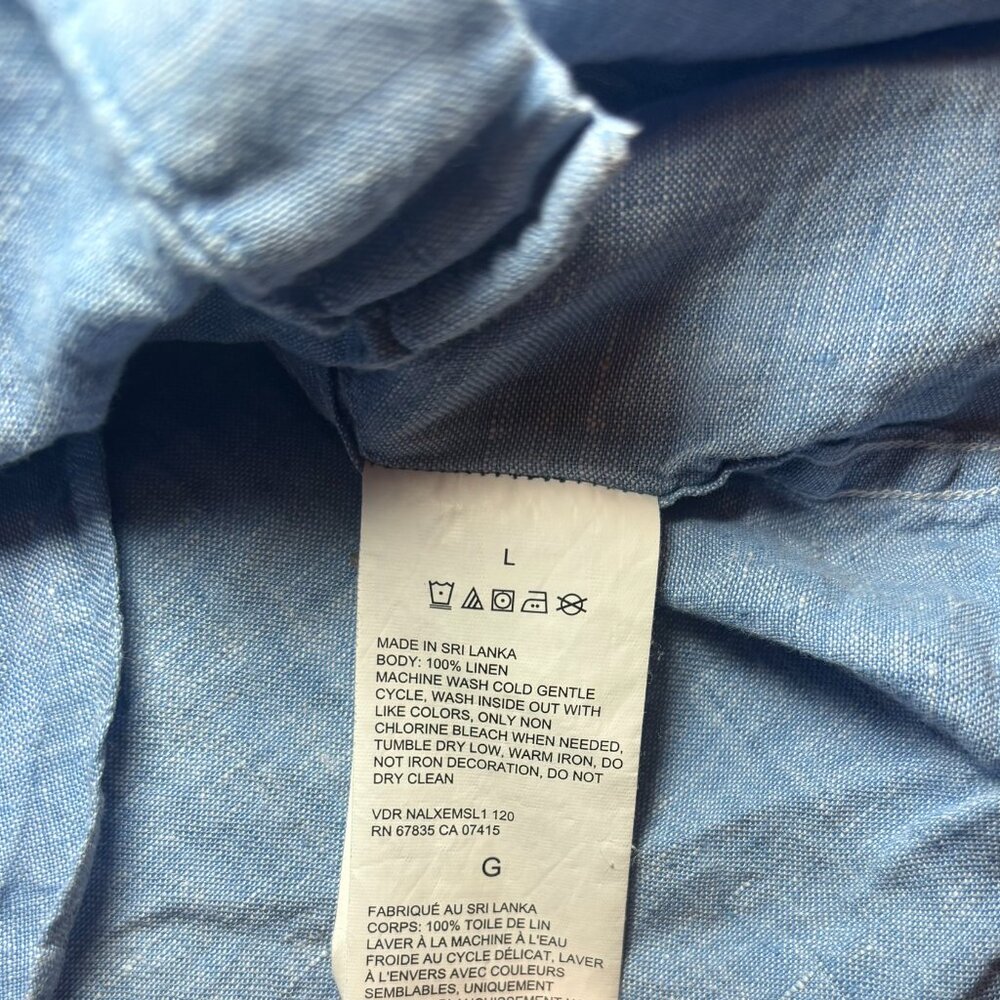 L
MADE IN SRI LANKA
BODY: 100% LINEN
MACHINE WASH COLD GENTLE
CYCLE, WASH INSIDE OUT WITH
LIKE COLORS, ONLY NON
CHLORINE BLEACH WHEN NEEDED,
TUMBLE DRY LOW, WARM IRON, DO
NOT IRON DECORATION, DO NOT
DRY CLEAN
VDR NALXEMSL1 120
RN 67835 CA 07415
G
FABRIQUÉ AU SRI LANKA
CORPS: 100% TOILE DE LIN
LAVER À LA MACHINE À L'EAU
FROIDE AU CYCLE DÉLICAT, LAVER
À L'ENVERS AVEC COULEURS
SEMBLABLES, UNIQUEMENT